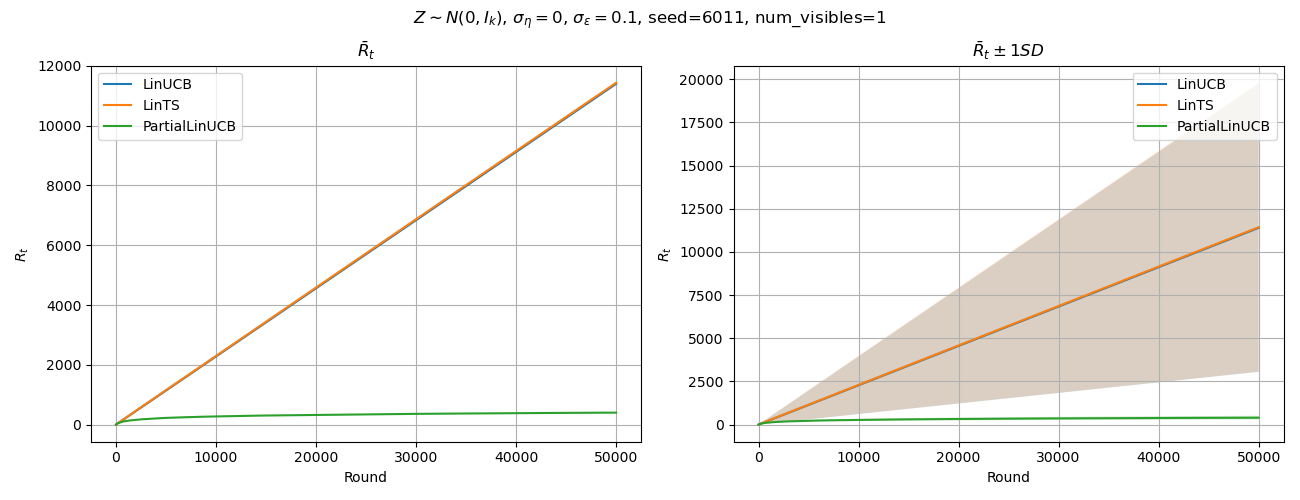 Z ~ N(0, I_k), σ_η = 0, σ_ε = 0.1, seed=6011, num_visibles=1
R̄_t
12000
10000
8000
6000
4000
2000
0
R_t
LinUCB
LinTS
PartialLinUCB
0 10000 20000 30000 40000 50000
Round
R̄_t ± 1SD
20000
17500
15000
12500
10000
7500
5000
2500
0
R_t
LinUCB
LinTS
PartialLinUCB
0 10000 20000 30000 40000 50000
Round